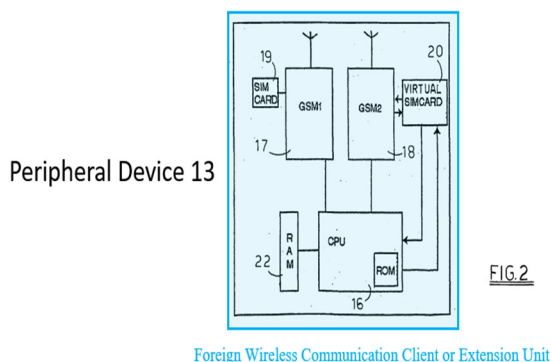 Peripheral Device 13
19
SIM
CARD
GSM1
17
GSM2
18
20
VIRTUAL
SIMCARD
CPU
RAM
22
ROM
16
FIG.2
Foreign Wireless Communication Client or Extension Unit